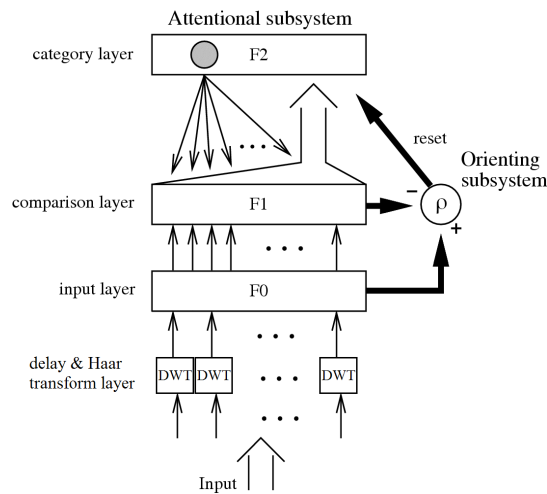 Attentional subsystem
category layer
F2
reset
Orienting
subsystem
comparison layer
F1
−
ρ
+
input layer
F0
delay & Haar
transform layer
DWT DWT DWT
Input